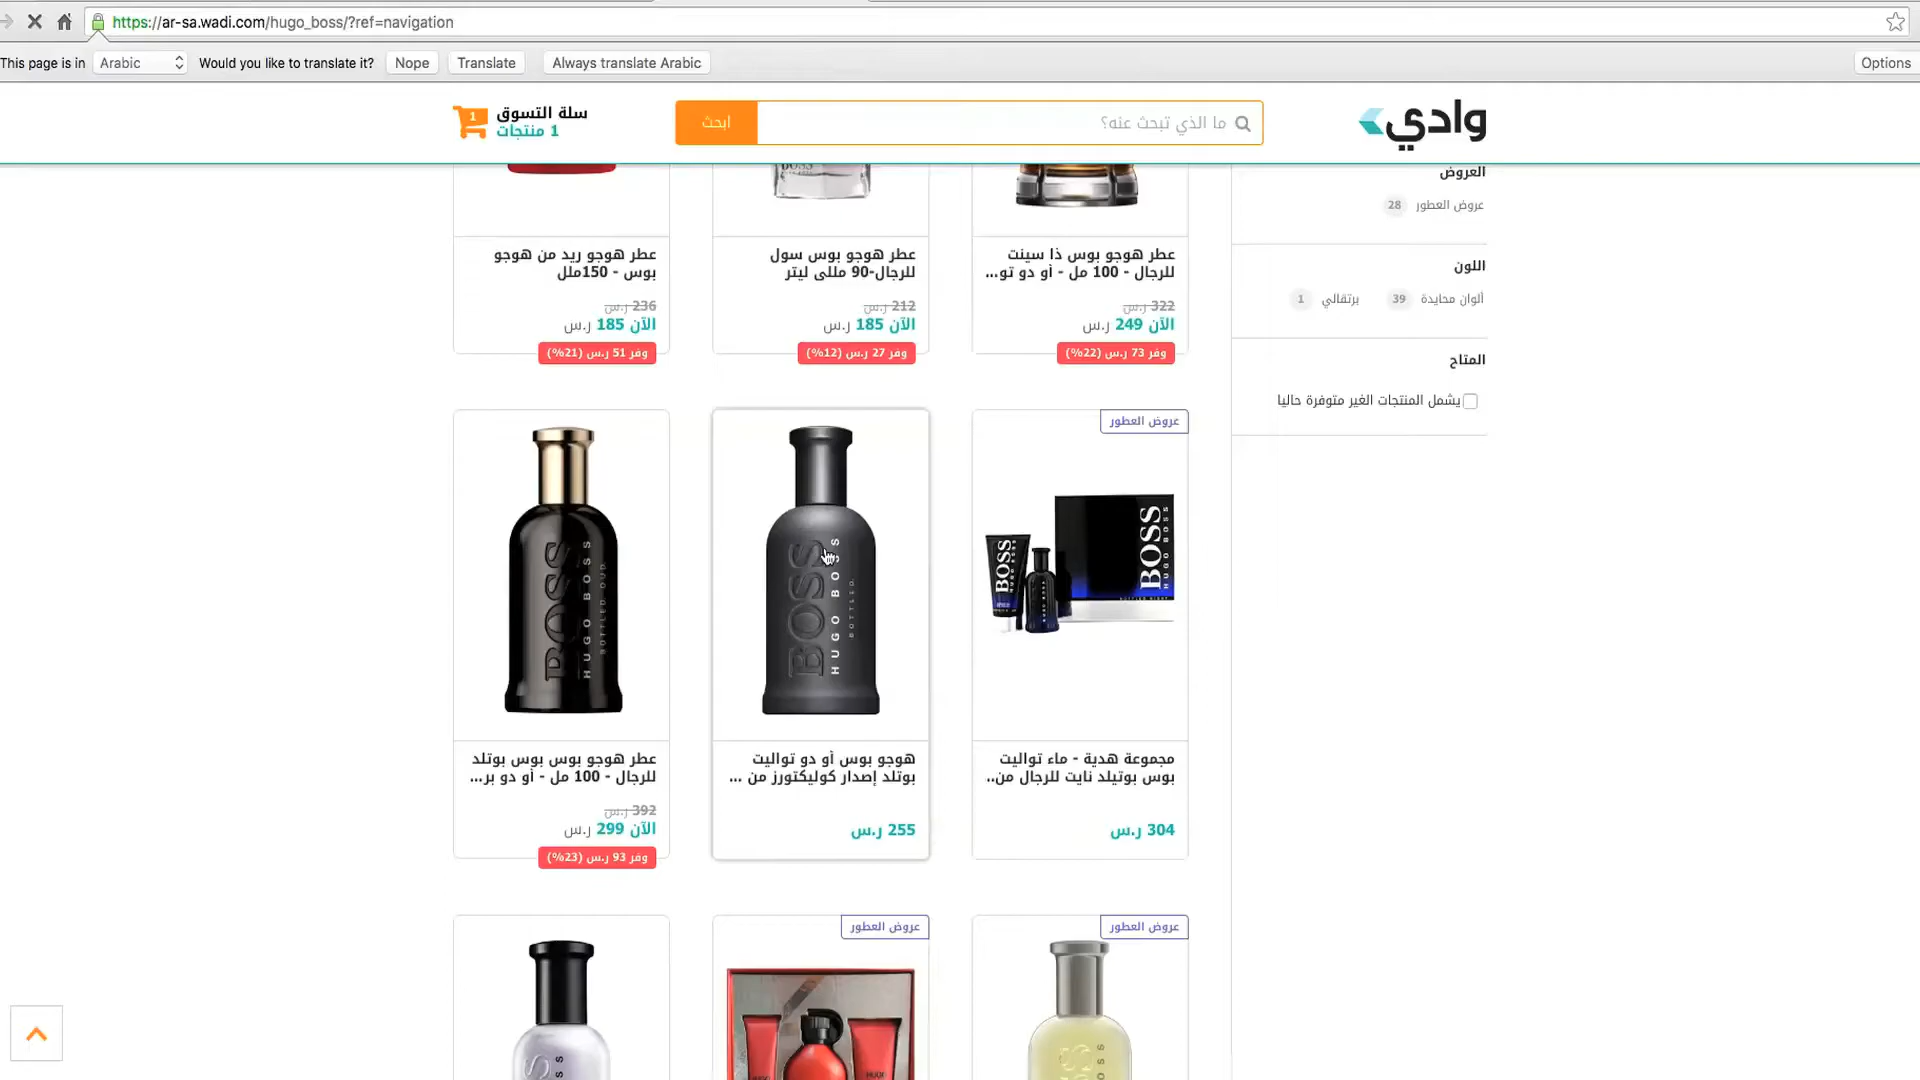 https://ar-sa.wadi.com/hugo_boss/?ref=navigation
This page is in Arabic Would you like to translate it? Nope Translate Always translate Arabic Options
وادي
ما الذي تبحث عنه؟
ابحث
سلة التسوق
1
1 منتجات
العروض
عروض العطور 28
اللون
ألوان محايدة 39 برتقالي 1
المتاح
يشمل المنتجات الغير متوفرة حاليا
عطر هوجو بوس ذا سينت
للرجال - 100 مل - أو دو تو...
322 ر.س
الآن 249 ر.س
وفر 73 ر.س (22%)
عطر هوجو بوس سول
للرجال-90 مللى ليتر
212 ر.س
الآن 185 ر.س
وفر 27 ر.س (12%)
عطر هوجو ريد من هوجو
بوس - 150ملل
236 ر.س
الآن 185 ر.س
وفر 51 ر.س (21%)
عروض العطور
BOSS
HUGO BOSS
BOSS
HUGO BOSS
مجموعة هدية - ماء تواليت
بوس بوتيلد نايت للرجال من..
304 ر.س
BOSS
HUGO BOSS
BOTTLED.
هوجو بوس أو دو تواليت
بوتلد إصدار كوليكتورز من ...
255 ر.س
BOSS
HUGO BOSS
BOTTLED OUD
عطر هوجو بوس بوس بوتلد
للرجال - 100 مل - أو دو بر...
392 ر.س
الآن 299 ر.س
وفر 93 ر.س (23%)
عروض العطور
عروض العطور